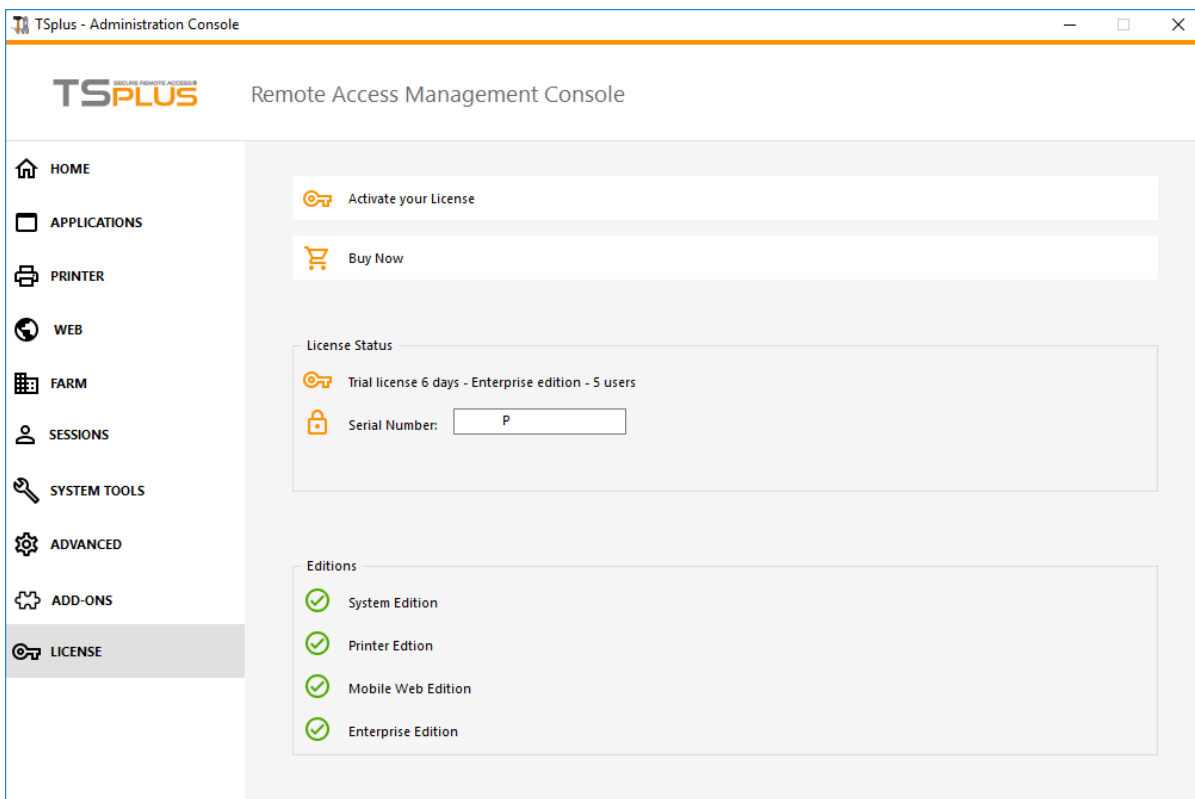 TSplus - Administration Console
TSPLUS SECURE REMOTE ACCESS®
Remote Access Management Console
HOME
APPLICATIONS
PRINTER
WEB
FARM
SESSIONS
SYSTEM TOOLS
ADVANCED
ADD-ONS
LICENSE
Activate your License
Buy Now
License Status
Trial license 6 days - Enterprise edition - 5 users
Serial Number: P
Editions
System Edition
Printer Edtion
Mobile Web Edition
Enterprise Edition